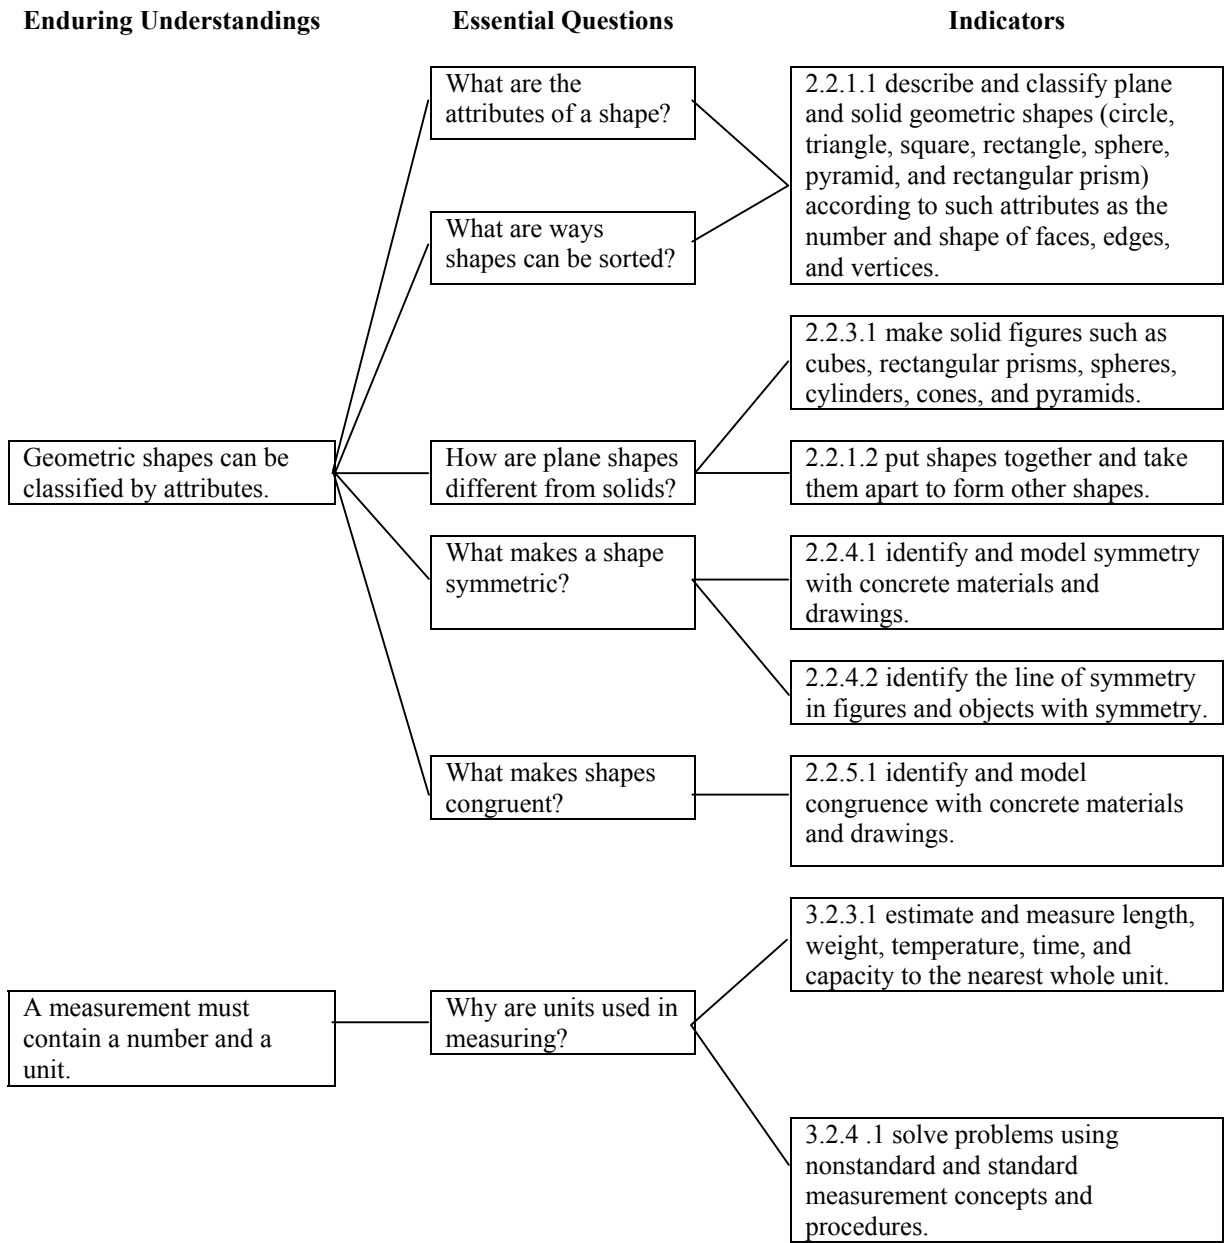 Enduring Understandings
Essential Questions
Indicators
What are the
attributes of a shape?
2.2.1.1 describe and classify plane
and solid geometric shapes (circle,
triangle, square, rectangle, sphere,
pyramid, and rectangular prism)
according to such attributes as the
number and shape of faces, edges,
and vertices.
What are ways
shapes can be sorted?
2.2.3.1 make solid figures such as
cubes, rectangular prisms, spheres,
cylinders, cones, and pyramids.
Geometric shapes can be
classified by attributes.
How are plane shapes
different from solids?
2.2.1.2 put shapes together and take
them apart to form other shapes.
What makes a shape
symmetric?
2.2.4.1 identify and model symmetry
with concrete materials and
drawings.
2.2.4.2 identify the line of symmetry
in figures and objects with symmetry.
What makes shapes
congruent?
2.2.5.1 identify and model
congruence with concrete materials
and drawings.
3.2.3.1 estimate and measure length,
weight, temperature, time, and
capacity to the nearest whole unit.
A measurement must
contain a number and a
unit.
Why are units used in
measuring?
3.2.4 .1 solve problems using
nonstandard and standard
measurement concepts and
procedures.